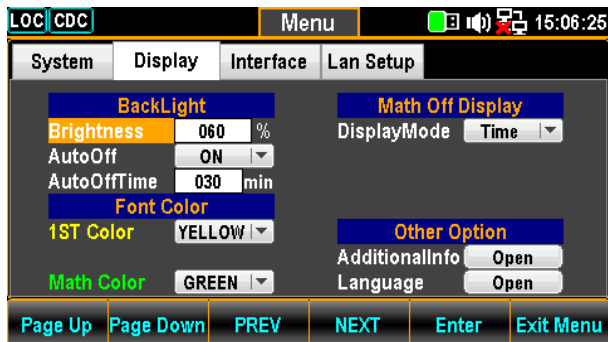 LOC CDC Menu 15:06:25
System Display Interface Lan Setup
BackLight
Brightness 060 %
AutoOff ON
AutoOffTime 030 min
Font Color
1ST Color YELLOW
Math Color GREEN
Math Off Display
DisplayMode Time
Other Option
AdditionalInfo Open
Language Open
Page Up Page Down PREV NEXT Enter Exit Menu